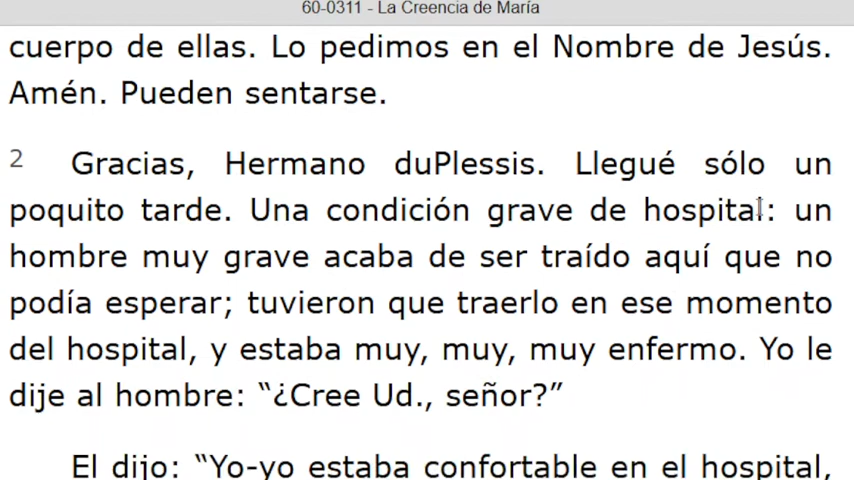 60-0311 - La Creencia de María
cuerpo de ellas. Lo pedimos en el Nombre de Jesús.
Amén. Pueden sentarse.
2 Gracias, Hermano duPlessis. Llegué sólo un
poquito tarde. Una condición grave de hospital: un
hombre muy grave acaba de ser traído aquí que no
podía esperar; tuvieron que traerlo en ese momento
del hospital, y estaba muy, muy, muy enfermo. Yo le
dije al hombre: “¿Cree Ud., señor?”
El dijo: “Yo-yo estaba confortable en el hospital,